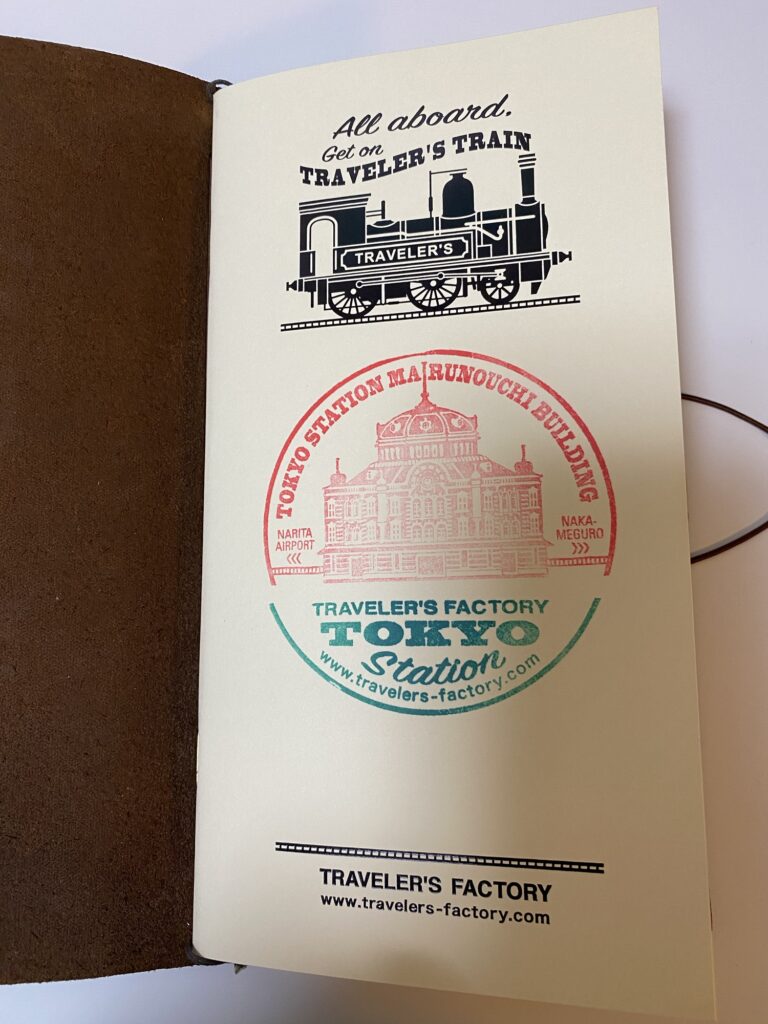 All aboard,
Get on
TRAVELER'S TRAIN
TRAVELER'S
TOKYO STATION MARUNOUCHI BUILDING
NARITA
AIRPORT
<<<
NAKA-
MEGURO
>>>
TRAVELER'S FACTORY
TOKYO
Station
www.travelers-factory.com
TRAVELER'S FACTORY
www.travelers-factory.com